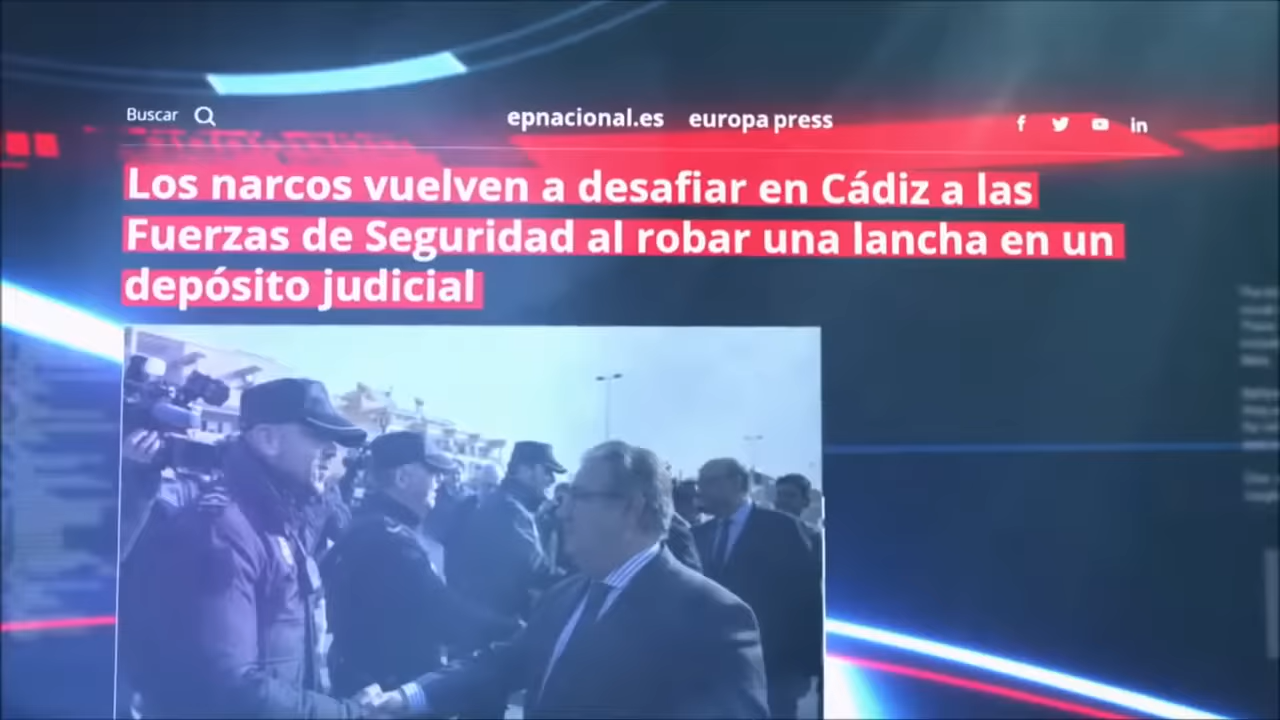 Buscar
epnacional.es europa press
f in
Los narcos vuelven a desafiar en Cádiz a las
Fuerzas de Seguridad al robar una lancha en un
depósito judicial